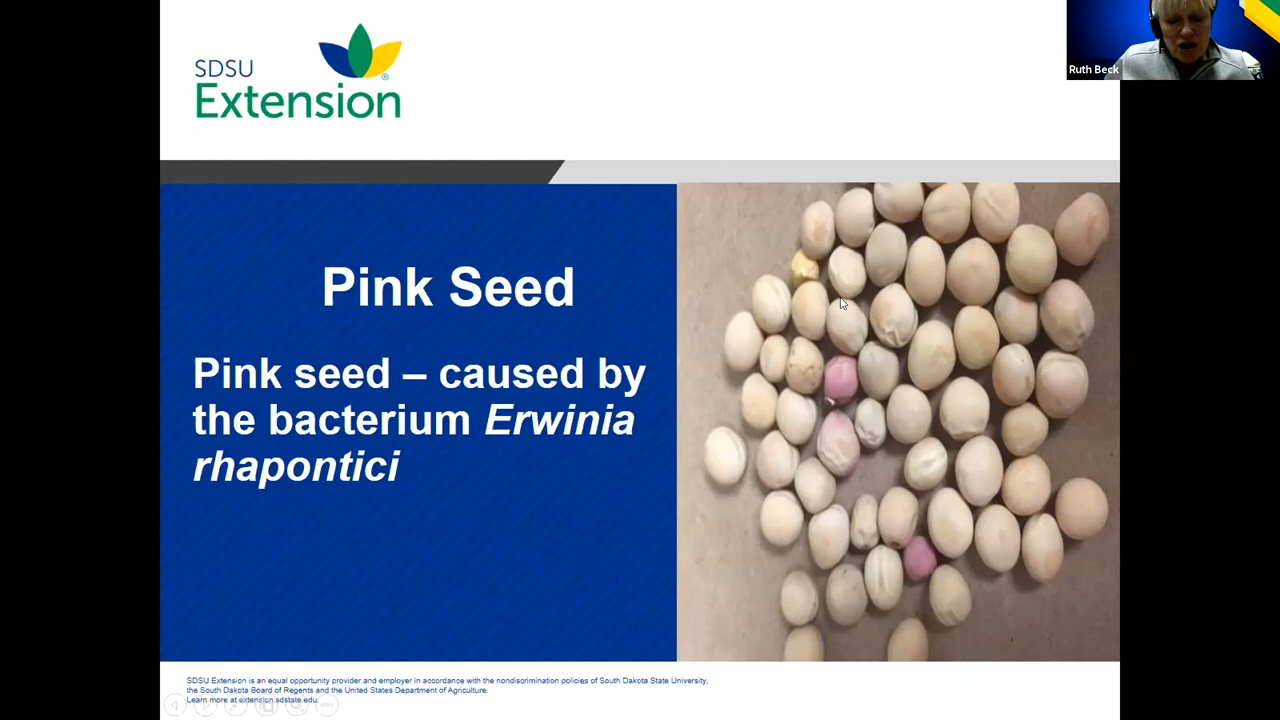 Ruth Beck
SDSU
Extension
®
Pink Seed
Pink seed – caused by
the bacterium Erwinia
rhapontici
SDSU Extension is an equal opportunity provider and employer in accordance with the nondiscrimination policies of South Dakota State University,
the South Dakota Board of Regents and the United States Department of Agriculture.
Learn more at extension.sdstate.edu.